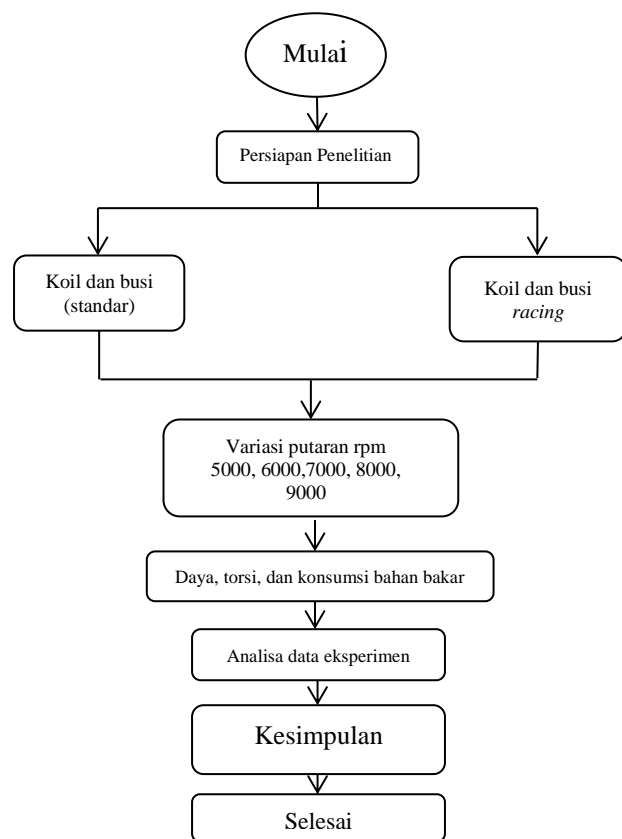 Mulai
Persiapan Penelitian
Koil dan busi
(standar)
Koil dan busi
racing
Variasi putaran rpm
5000, 6000,7000, 8000,
9000
Daya, torsi, dan konsumsi bahan bakar
Analisa data eksperimen
Kesimpulan
Selesai